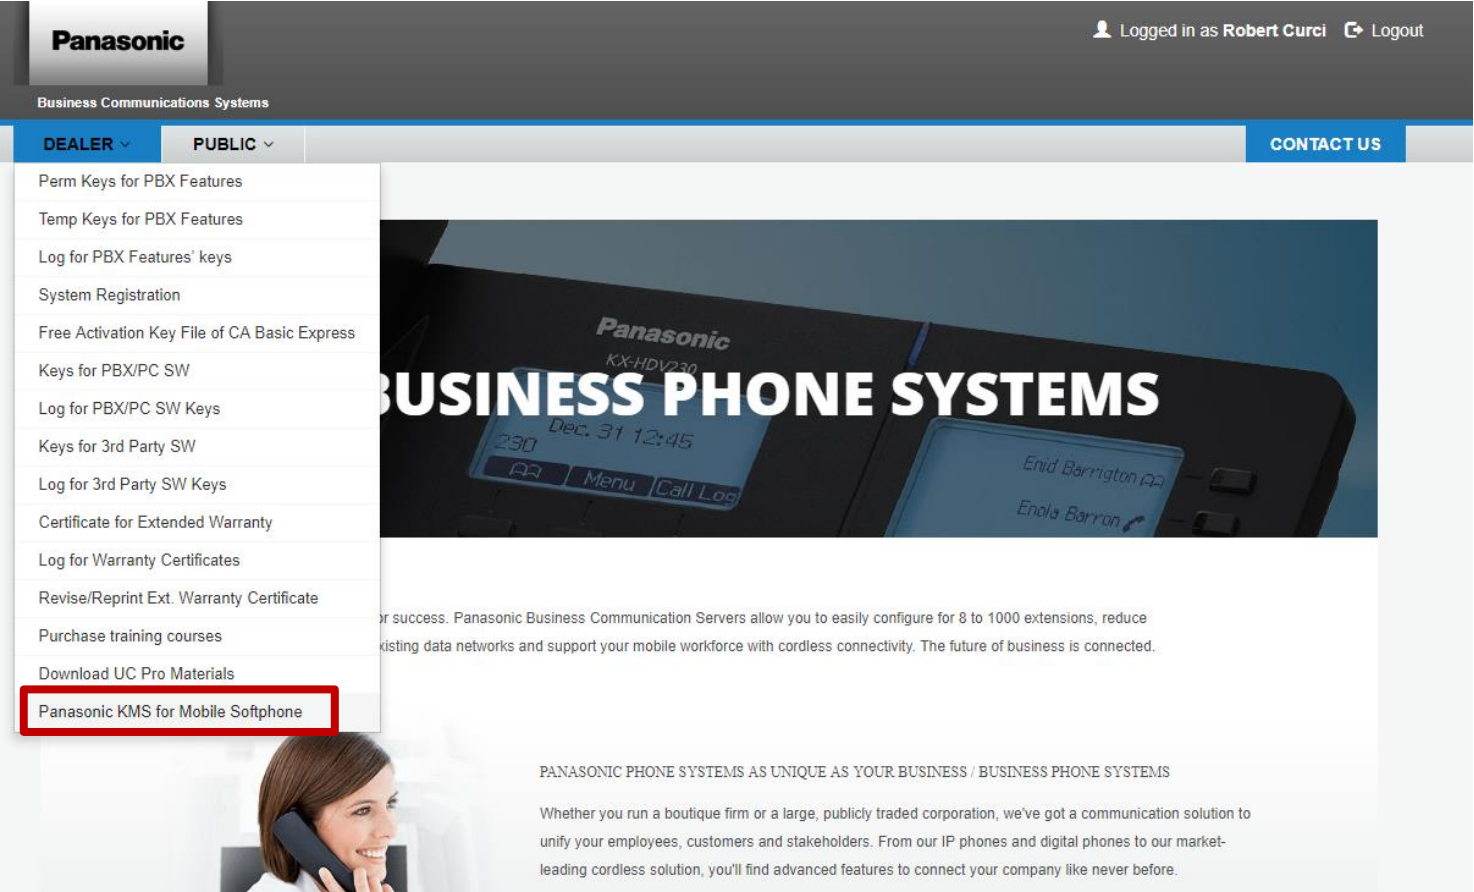 Panasonic
Logged in as Robert Curci Logout
Business Communications Systems
DEALER PUBLIC CONTACT US
Perm Keys for PBX Features
Temp Keys for PBX Features
Log for PBX Features' keys
System Registration
Free Activation Key File of CA Basic Express
Keys for PBX/PC SW
Log for PBX/PC SW Keys
Keys for 3rd Party SW
Log for 3rd Party SW Keys
Certificate for Extended Warranty
Log for Warranty Certificates
Revise/Reprint Ext. Warranty Certificate
Purchase training courses
Download UC Pro Materials
Panasonic KMS for Mobile Softphone
Panasonic
KX-HDV230
BUSINESS PHONE SYSTEMS
Dec. 31 12:45
230
Menu Call Log
Enid Barrigton
Enola Barron
or success. Panasonic Business Communication Servers allow you to easily configure for 8 to 1000 extensions, reduce
xisting data networks and support your mobile workforce with cordless connectivity. The future of business is connected.
PANASONIC PHONE SYSTEMS AS UNIQUE AS YOUR BUSINESS / BUSINESS PHONE SYSTEMS
Whether you run a boutique firm or a large, publicly traded corporation, we've got a communication solution to
unify your employees, customers and stakeholders. From our IP phones and digital phones to our market-
leading cordless solution, you'll find advanced features to connect your company like never before.